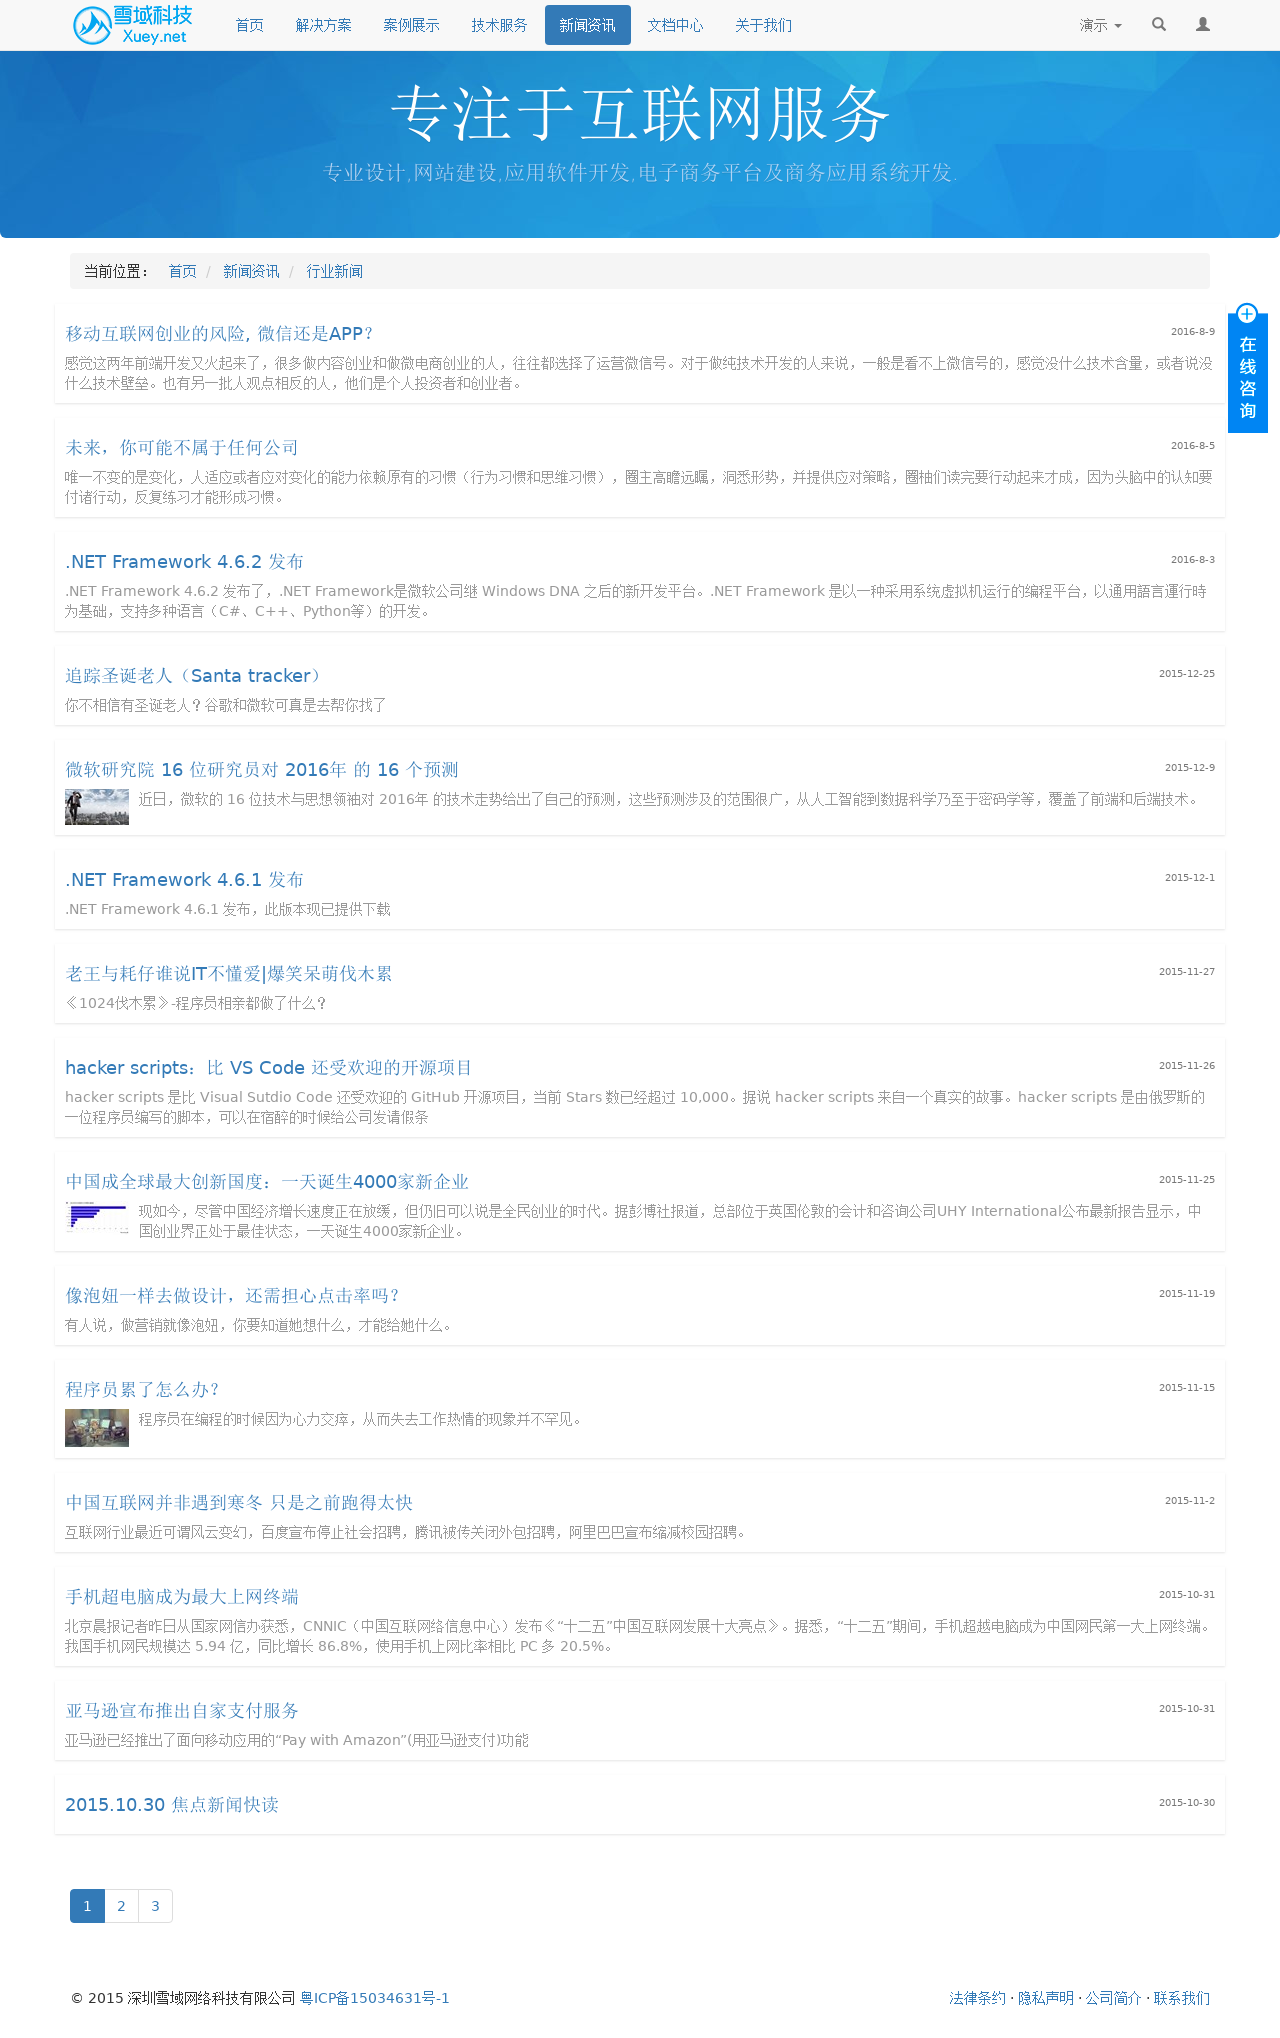 雪域科技
Xuey.net
首页 解决方案 案例展示 技术服务 新闻资讯 文档中心 关于我们 演示
专注于互联网服务
专业设计,网站建设,应用软件开发,电子商务平台及商务应用系统开发.
当前位置： 首页 / 新闻资讯 / 行业新闻
在线咨询
移动互联网创业的风险, 微信还是APP？ 2016-8-9
感觉这两年前端开发又火起来了，很多做内容创业和做微电商创业的人，往往都选择了运营微信号。对于做纯技术开发的人来说，一般是看不上微信号的，感觉没什么技术含量，或者说没
什么技术壁垒。也有另一批人观点相反的人，他们是个人投资者和创业者。
未来，你可能不属于任何公司 2016-8-5
唯一不变的是变化，人适应或者应对变化的能力依赖原有的习惯（行为习惯和思维习惯），圈主高瞻远瞩，洞悉形势，并提供应对策略，圈柚们读完要行动起来才成，因为头脑中的认知要
付诸行动，反复练习才能形成习惯。
.NET Framework 4.6.2 发布 2016-8-3
.NET Framework 4.6.2 发布了，.NET Framework是微软公司继 Windows DNA 之后的新开发平台。.NET Framework 是以一种采用系统虚拟机运行的编程平台，以通用語言運行時
为基础，支持多种语言（C#、C++、Python等）的开发。
追踪圣诞老人（Santa tracker） 2015-12-25
你不相信有圣诞老人？谷歌和微软可真是去帮你找了
微软研究院 16 位研究员对 2016年 的 16 个预测 2015-12-9
近日，微软的 16 位技术与思想领袖对 2016年 的技术走势给出了自己的预测，这些预测涉及的范围很广，从人工智能到数据科学乃至于密码学等，覆盖了前端和后端技术。
.NET Framework 4.6.1 发布 2015-12-1
.NET Framework 4.6.1 发布，此版本现已提供下载
老王与耗仔谁说IT不懂爱|爆笑呆萌伐木累 2015-11-27
《1024伐木累》-程序员相亲都做了什么？
hacker scripts：比 VS Code 还受欢迎的开源项目 2015-11-26
hacker scripts 是比 Visual Sutdio Code 还受欢迎的 GitHub 开源项目，当前 Stars 数已经超过 10,000。据说 hacker scripts 来自一个真实的故事。hacker scripts 是由俄罗斯的
一位程序员编写的脚本，可以在宿醉的时候给公司发请假条
中国成全球最大创新国度：一天诞生4000家新企业 2015-11-25
现如今，尽管中国经济增长速度正在放缓，但仍旧可以说是全民创业的时代。据彭博社报道，总部位于英国伦敦的会计和咨询公司UHY International公布最新报告显示，中
国创业界正处于最佳状态，一天诞生4000家新企业。
像泡妞一样去做设计，还需担心点击率吗？ 2015-11-19
有人说，做营销就像泡妞，你要知道她想什么，才能给她什么。
程序员累了怎么办？ 2015-11-15
程序员在编程的时候因为心力交瘁，从而失去工作热情的现象并不罕见。
中国互联网并非遇到寒冬 只是之前跑得太快 2015-11-2
互联网行业最近可谓风云变幻，百度宣布停止社会招聘，腾讯被传关闭外包招聘，阿里巴巴宣布缩减校园招聘。
手机超电脑成为最大上网终端 2015-10-31
北京晨报记者昨日从国家网信办获悉，CNNIC（中国互联网络信息中心）发布《“十二五”中国互联网发展十大亮点》。据悉，“十二五”期间，手机超越电脑成为中国网民第一大上网终端。
我国手机网民规模达 5.94 亿，同比增长 86.8%，使用手机上网比率相比 PC 多 20.5%。
亚马逊宣布推出自家支付服务 2015-10-31
亚马逊已经推出了面向移动应用的“Pay with Amazon”(用亚马逊支付)功能
2015.10.30 焦点新闻快读 2015-10-30
1 2 3
© 2015 深圳雪域网络科技有限公司 粤ICP备15034631号-1 法律条约 · 隐私声明 · 公司简介 · 联系我们